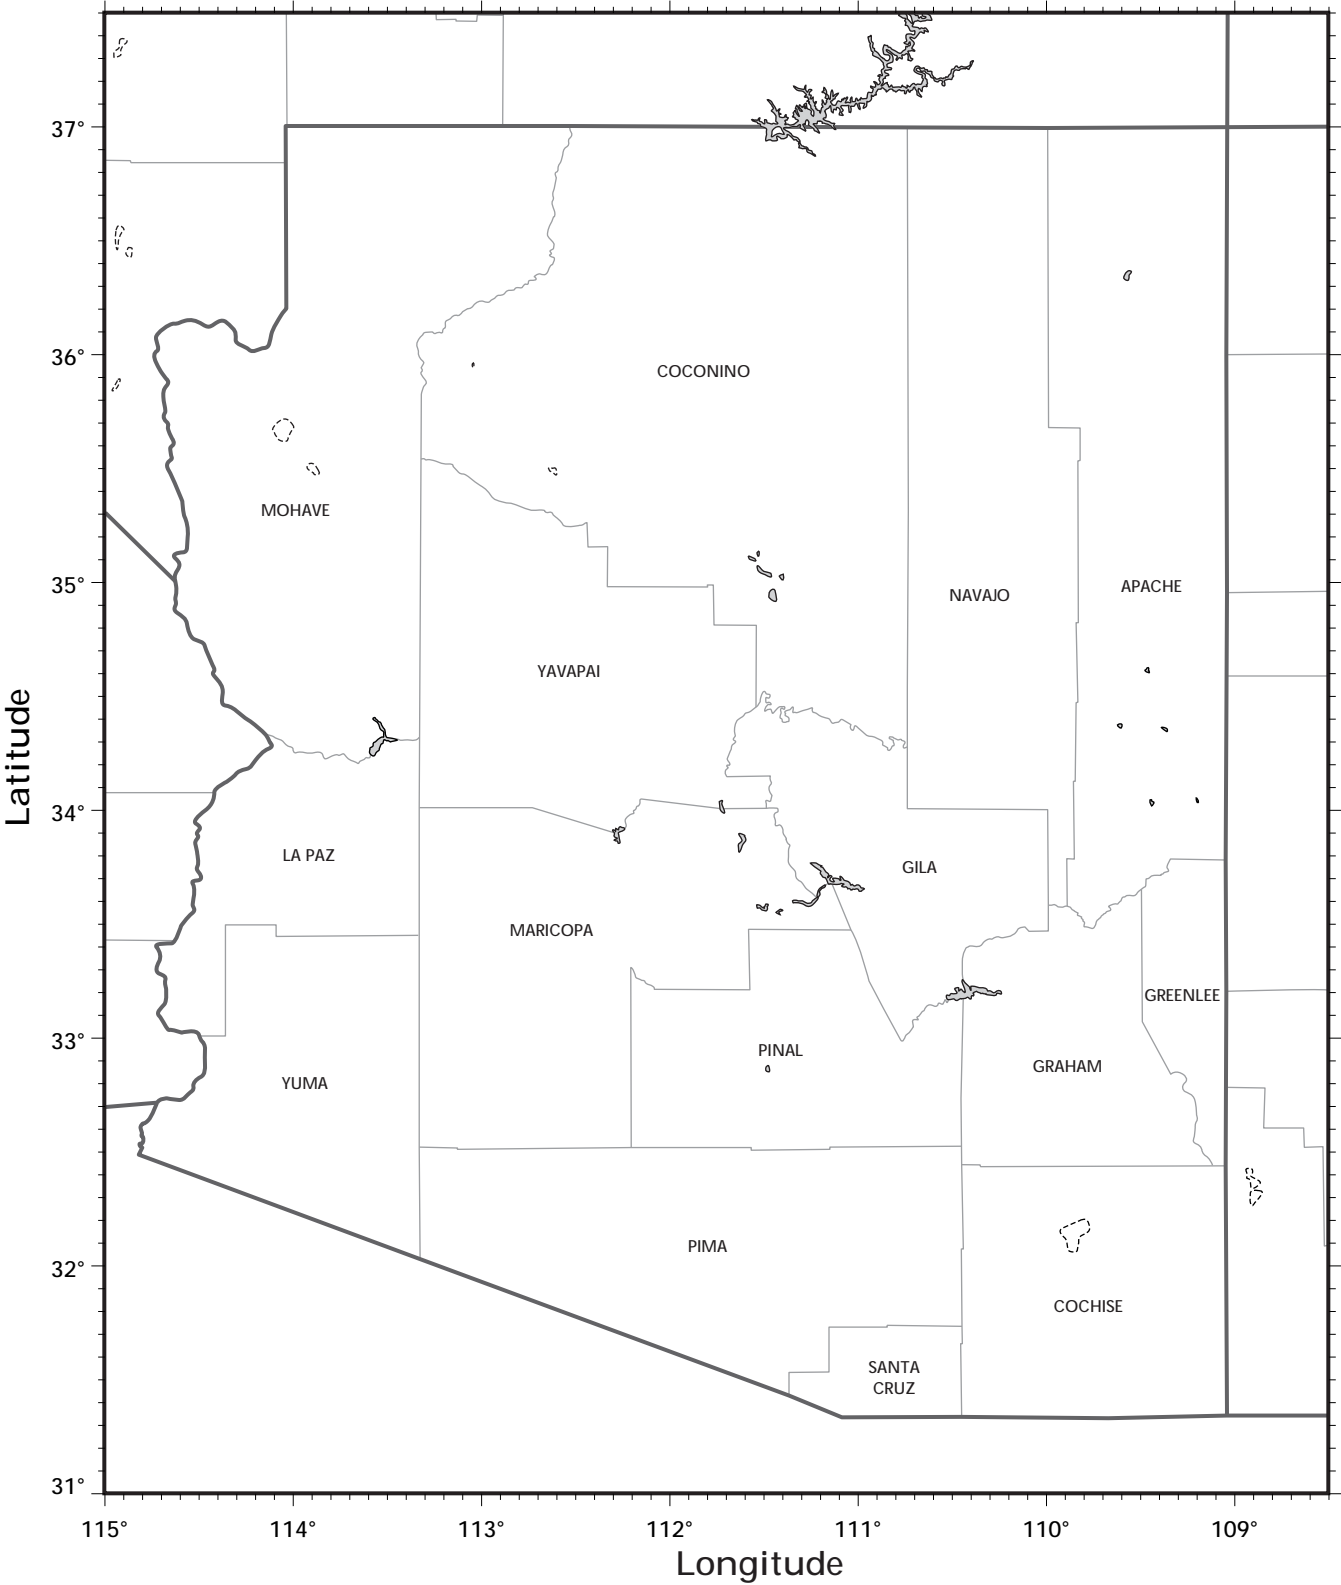 37°
36°
COCONINO
MOHAVE
35°
NAVAJO
APACHE
YAVAPAI
Latitude
34°
LA PAZ
GILA
MARICOPA
GREENLEE
33°
PINAL
GRAHAM
YUMA
PIMA
32°
COCHISE
SANTA
CRUZ
31°
115°
114°
113°
112°
111°
110°
109°
Longitude